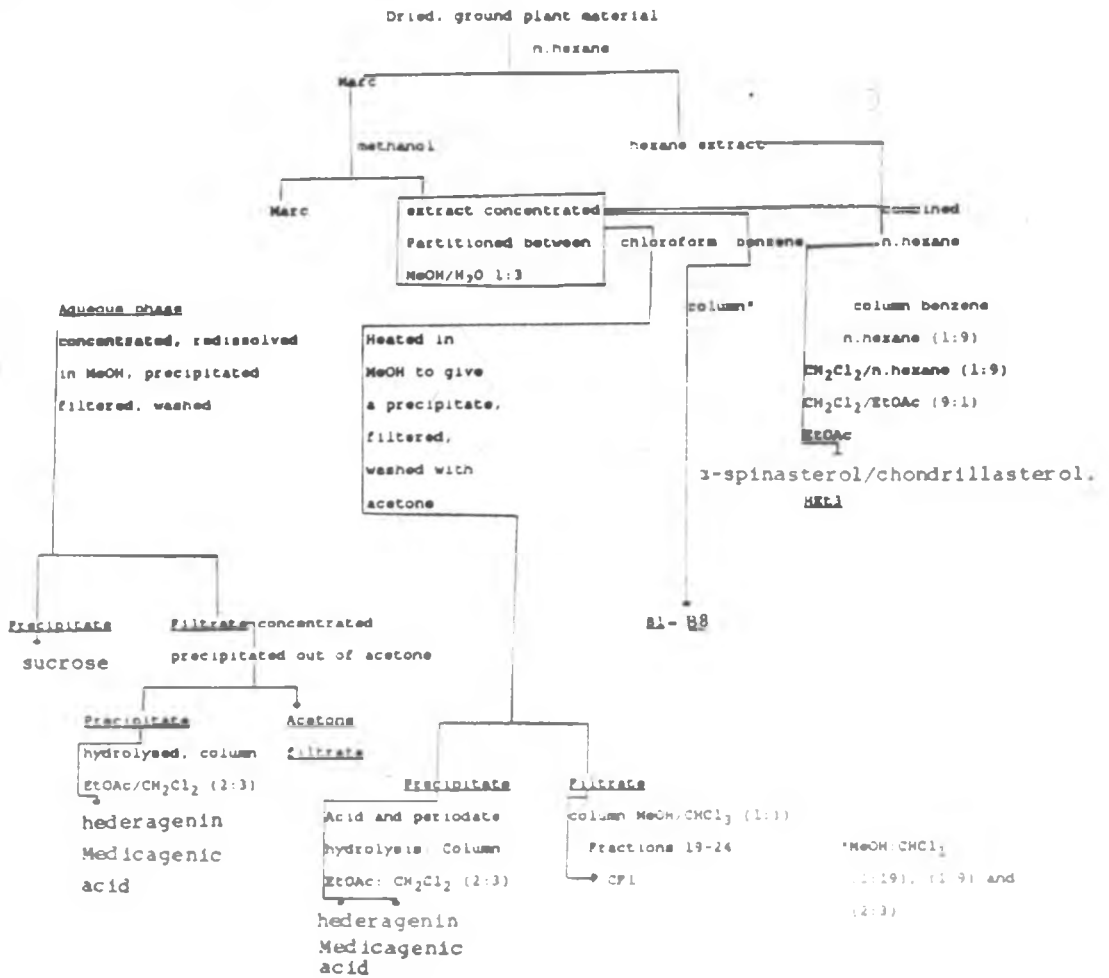 Dried, ground plant material
n.hexane
Marc
methanol
hexane extract
Marc
extract concentrated
combined
Partitioned between
chloroform benzene
n.hexane
MeOH/H2O 1:3
Aqueous phase
concentrated, redissolved
in MeOH, precipitated
filtered, washed
Heated in
MeOH to give
a precipitate,
filtered,
washed with
acetone
column*
column benzene
n.hexane (1:9)
CH2Cl2/n.hexane (1:9)
CH2Cl2/EtOAc (9:1)
EtOAc
-spinasterol/chondrillasterol.
B1- B8
Precipitate
sucrose
Filtrate concentrated
precipitated out of acetone
Precipitate
hydrolysed, column
EtOAc/CH2Cl2 (2:3)
hederagenin
Medicagenic
acid
Acetone
filtrate
Precipitate
Acid and periodate
hydrolysis. Column
EtOAc: CH2Cl2 (2:3)
hederagenin
Medicagenic
acid
Filtrate
column MeOH/CHCl3
Fractions 19-24
CF1
*MeOH:CHCl3
(1:19), (1:9) and
(2:3)